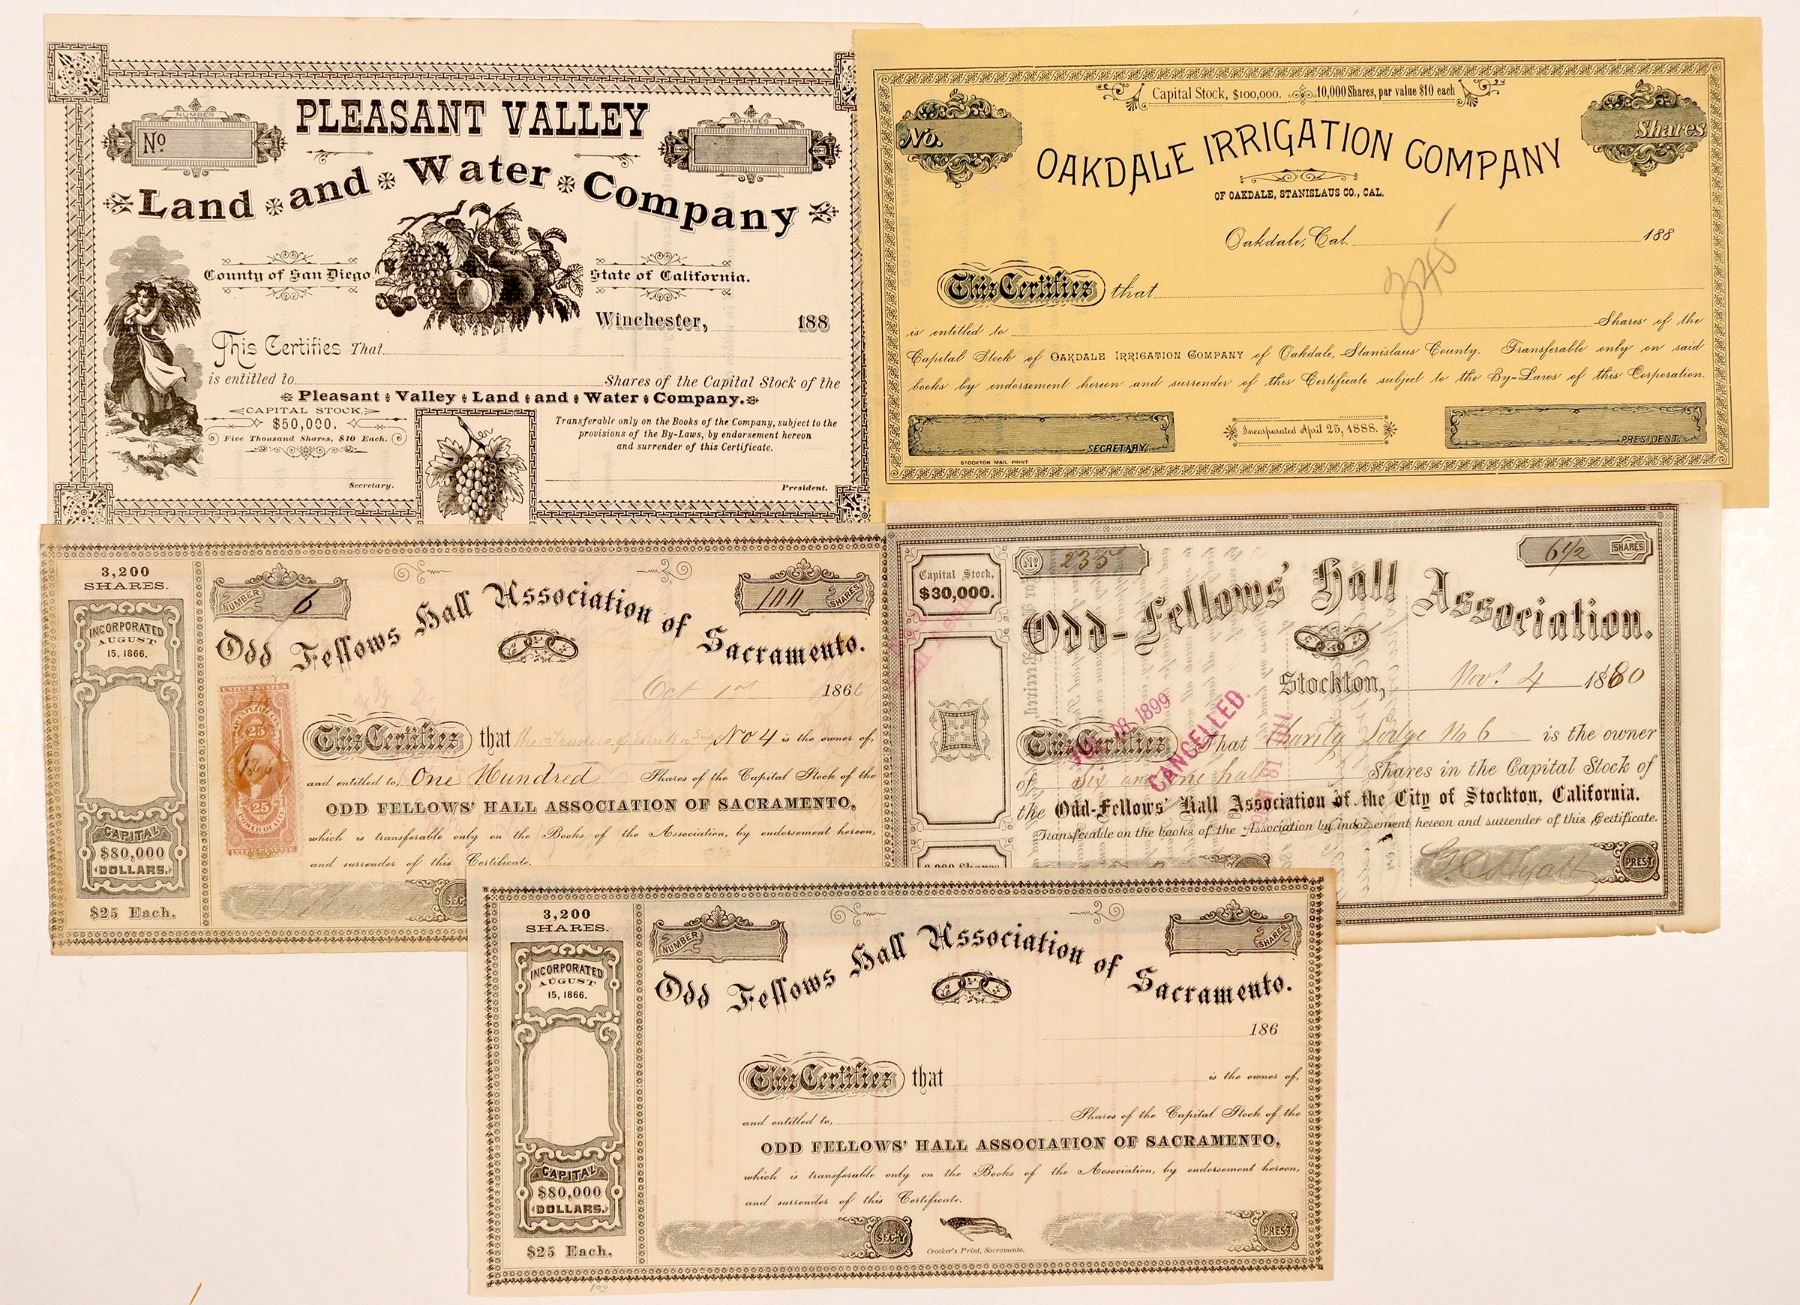 PLEASANT VALLEY
Land and Water Company
NUMBER
No
SHARES
County of San Diego
State of California.
Winchester, 188
This Certifies That
is entitled to Shares of the Capital Stock of the
Pleasant Valley Land and Water Company.
CAPITAL STOCK,
$50,000.
Five Thousand Shares, $10 Each.
Transferable only on the Books of the Company, subject to the
provisions of the By-Laws, by endorsement hereon
and surrender of this Certificate.
Secretary.
President.
Capital Stock, $100,000. 10,000 Shares, par value $10 each
No.
Shares
OAKDALE IRRIGATION COMPANY
OF OAKDALE, STANISLAUS CO., CAL.
Oakdale, Cal. 188
345
This Certifies that
is entitled to Shares of the
Capital Stock of OAKDALE IRRIGATION COMPANY of Oakdale, Stanislaus County. Transferable only on said
books by endorsement hereon and surrender of this Certificate subject to the By-Laws of this Corporation.
SECRETARY.
Incorporated April 25, 1888.
PRESIDENT.
STOCKTON MAIL PRINT
3,200
SHARES.
INCORPORATED
AUGUST
15, 1866.
CAPITAL
$80,000
DOLLARS.
$25 Each.
NUMBER 6
100 SHARES
Odd Fellows Hall Association of Sacramento.
Oct 1st 1866
UNITED STATES
25
25
This Certifies that the Trustees of No 4 is the owner of,
and entitled to, One Hundred Shares of the Capital Stock of the
ODD FELLOWS' HALL ASSOCIATION OF SACRAMENTO,
which is transferable only on the Books of the Association, by endorsement hereon,
and surrender of this Certificate.
SEC'Y
Capital Stock,
$30,000.
No 235
6 1/2 SHARES
Odd-Fellows' Hall Association.
Stockton, Nov. 4 1880
This Certifies That Charity Lodge No 6 is the owner
of Six and one half Shares in the Capital Stock of
the Odd-Fellows' Hall Association of the City of Stockton, California.
Transferable on the books of the Association by indorsement hereon and surrender of this Certificate.
1899
CANCELLED.
PREST
3,200
SHARES.
INCORPORATED
AUGUST
15, 1866.
CAPITAL
$80,000
DOLLARS.
$25 Each.
NUMBER
SHARES
Odd Fellows Hall Association of Sacramento.
186
This Certifies that is the owner of,
and entitled to, Shares of the Capital Stock of the
ODD FELLOWS' HALL ASSOCIATION OF SACRAMENTO,
which is transferable only on the Books of the Association, by endorsement hereon,
and surrender of this Certificate.
SEC'Y
Crocker's Print, Sacramento.
PREST